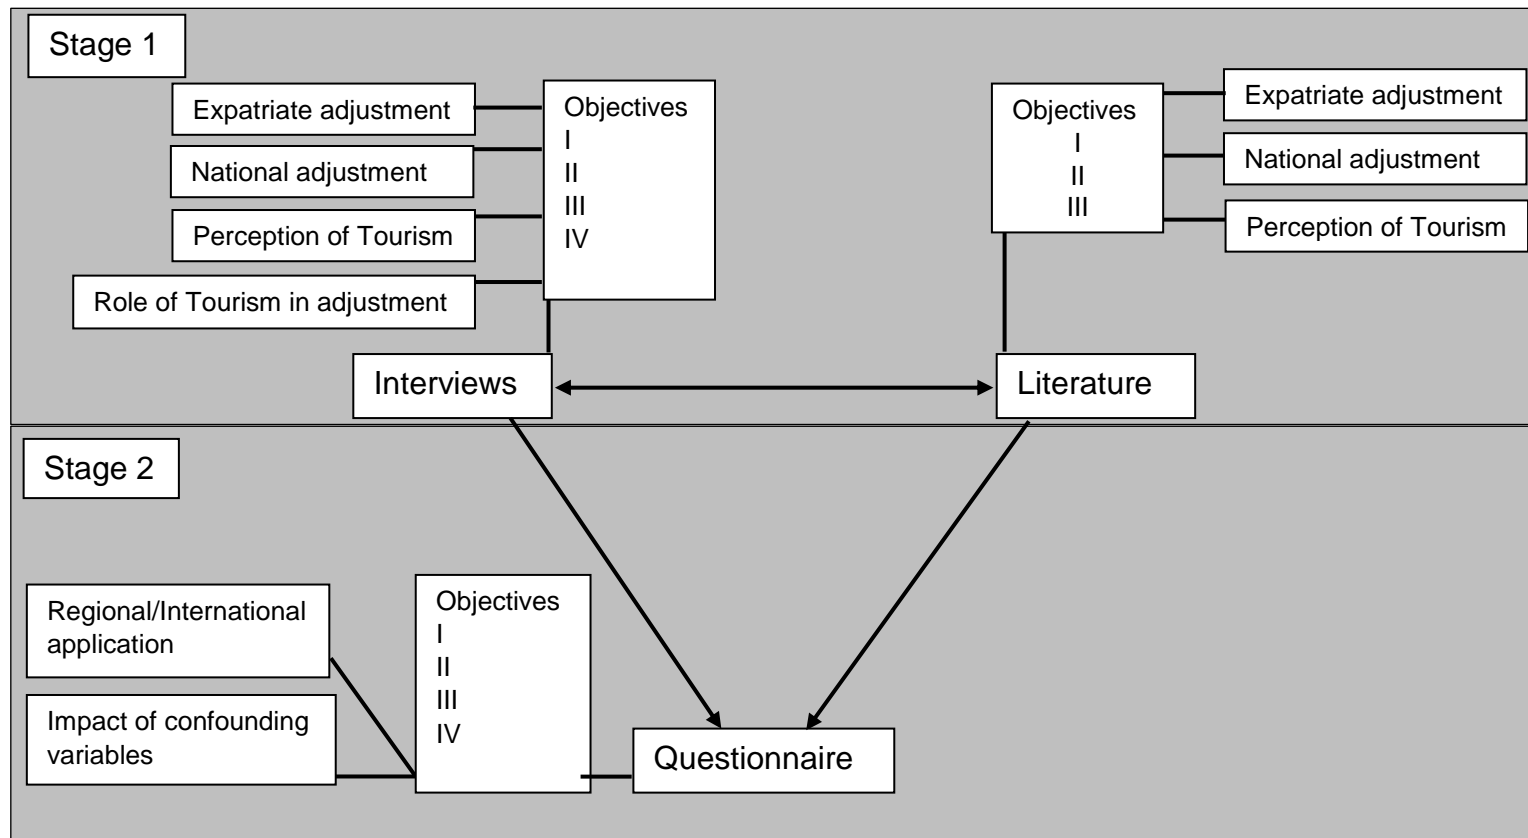 Stage 1
Expatriate adjustment
National adjustment
Perception of Tourism
Role of Tourism in adjustment
Objectives
I
II
III
IV
Objectives
I
II
III
Expatriate adjustment
National adjustment
Perception of Tourism
Interviews
Literature
Stage 2
Regional/International
application
Impact of confounding
variables
Objectives
I
II
III
IV
Questionnaire